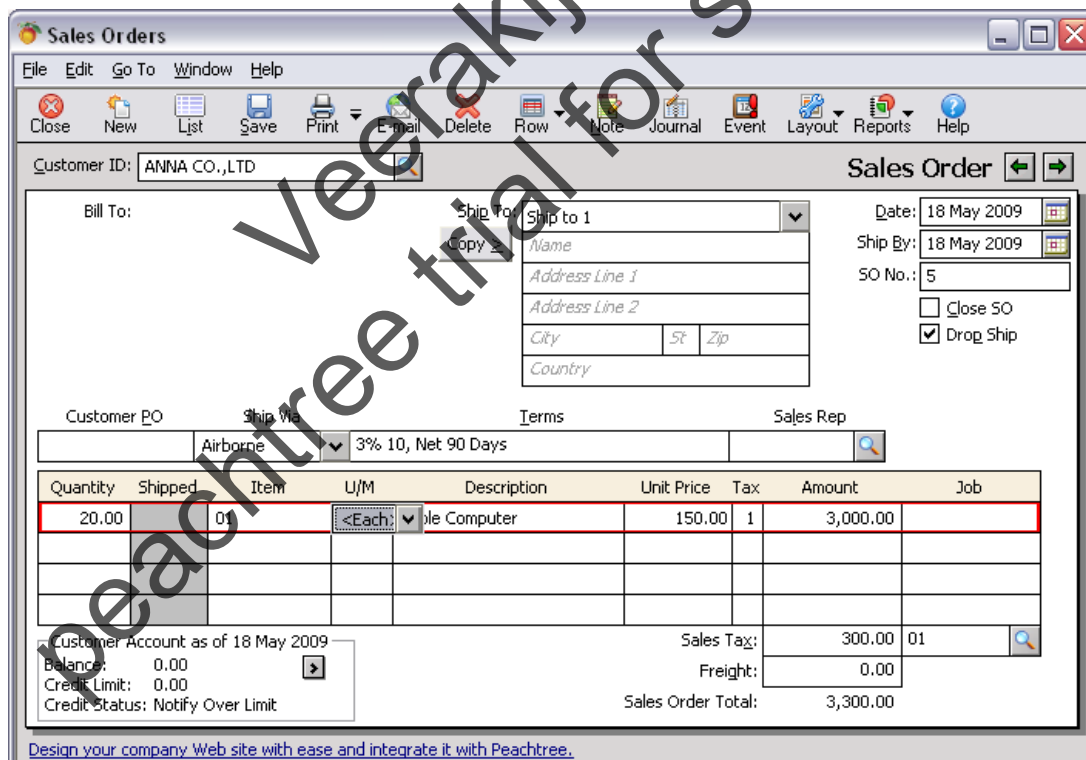 Sales Orders
File Edit Go To Window Help
Close New List Save Print E-mail Delete Row Note Journal Event Layout Reports Help
Customer ID: ANNA CO.,LTD
Sales Order
Bill To:
Ship To: Ship to 1
Copy >
Name
Address Line 1
Address Line 2
City St Zip
Country
Date: 18 May 2009
Ship By: 18 May 2009
SO No.: 5
Close SO
Drop Ship
Customer PO Ship Via Terms Sales Rep
Airborne 3% 10, Net 90 Days
Quantity Shipped Item U/M Description Unit Price Tax Amount Job
20.00 01 <Each> Computer 150.00 1 3,000.00
Customer Account as of 18 May 2009
Balance: 0.00
Credit Limit: 0.00
Credit Status: Notify Over Limit
Sales Tax: 300.00 01
Freight: 0.00
Sales Order Total: 3,300.00
Design your company Web site with ease and integrate it with Peachtree.
peachtree trial for